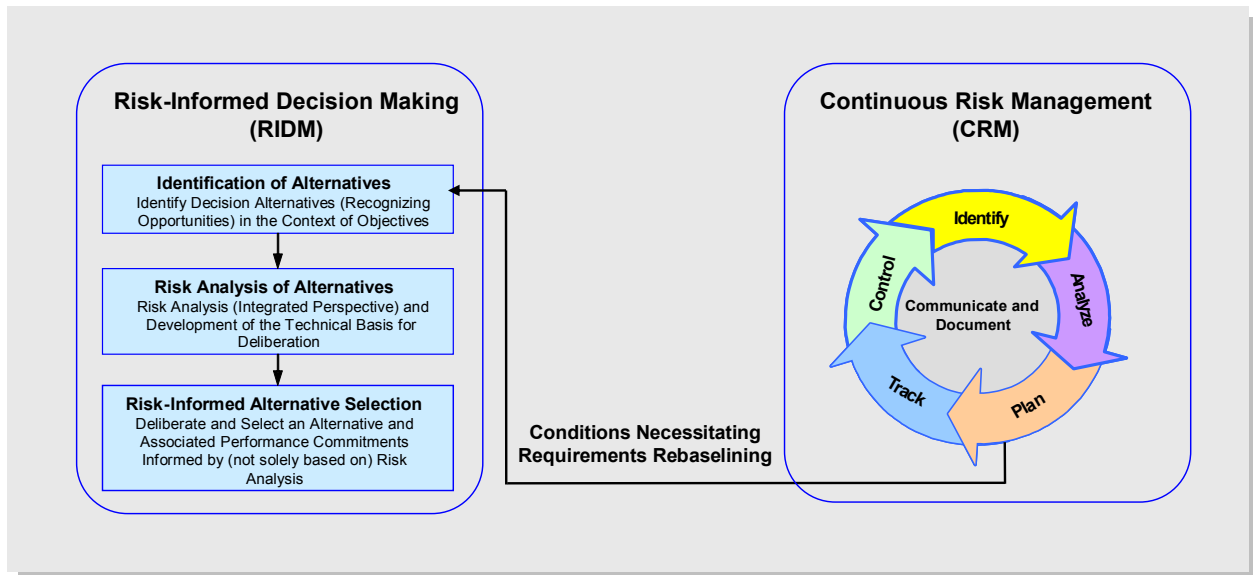 Risk-Informed Decision Making
(RIDM)
Identification of Alternatives
Identify Decision Alternatives (Recognizing
Opportunities) in the Context of Objectives
Risk Analysis of Alternatives
Risk Analysis (Integrated Perspective) and
Development of the Technical Basis for
Deliberation
Risk-Informed Alternative Selection
Deliberate and Select an Alternative and
Associated Performance Commitments
Informed by (not solely based on) Risk
Analysis
Conditions Necessitating
Requirements Rebaselining
Continuous Risk Management
(CRM)
Identify
Analyze
Plan
Track
Control
Communicate and
Document